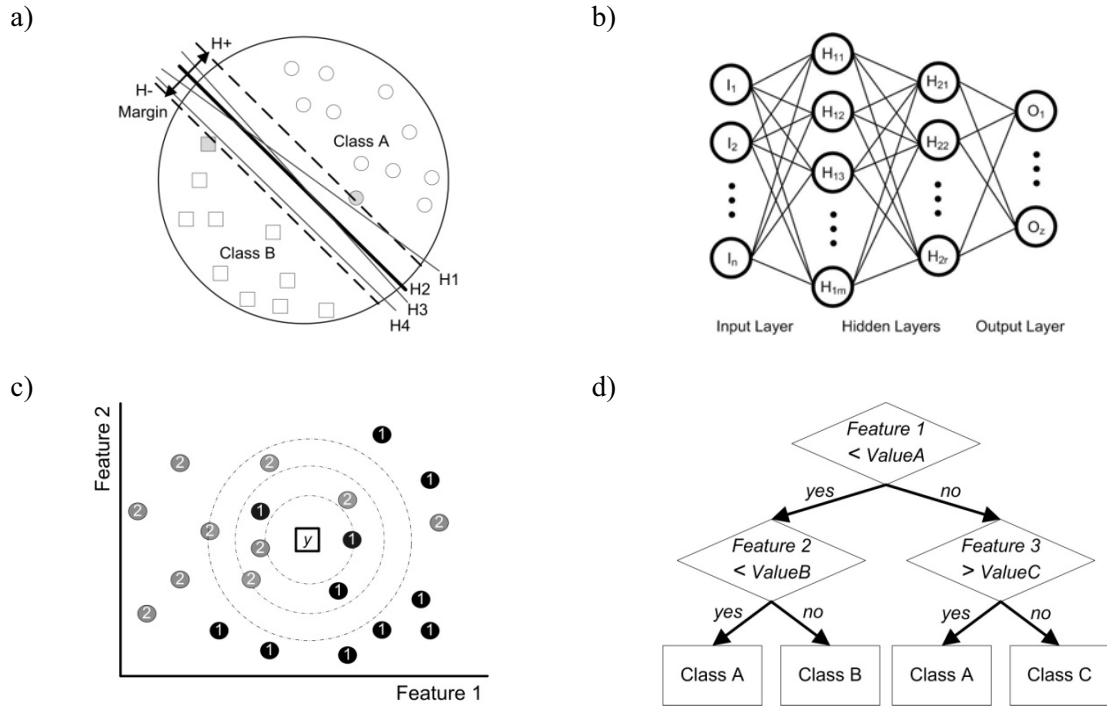 a)
H+
H-
Margin
Class A
Class B
H1
H2
H3
H4
b)
I1
I2
In
H11
H12
H13
H1m
H21
H22
H2r
O1
Oz
Input Layer
Hidden Layers
Output Layer
c)
Feature 2
1
2
2
1
2
1
2
2
2
y
1
2
2
2
1
1
2
1
1
1
1
1
1
Feature 1
d)
Feature 1
< ValueA
yes
no
Feature 2
< ValueB
Feature 3
> ValueC
yes
no
yes
no
Class A
Class B
Class A
Class C